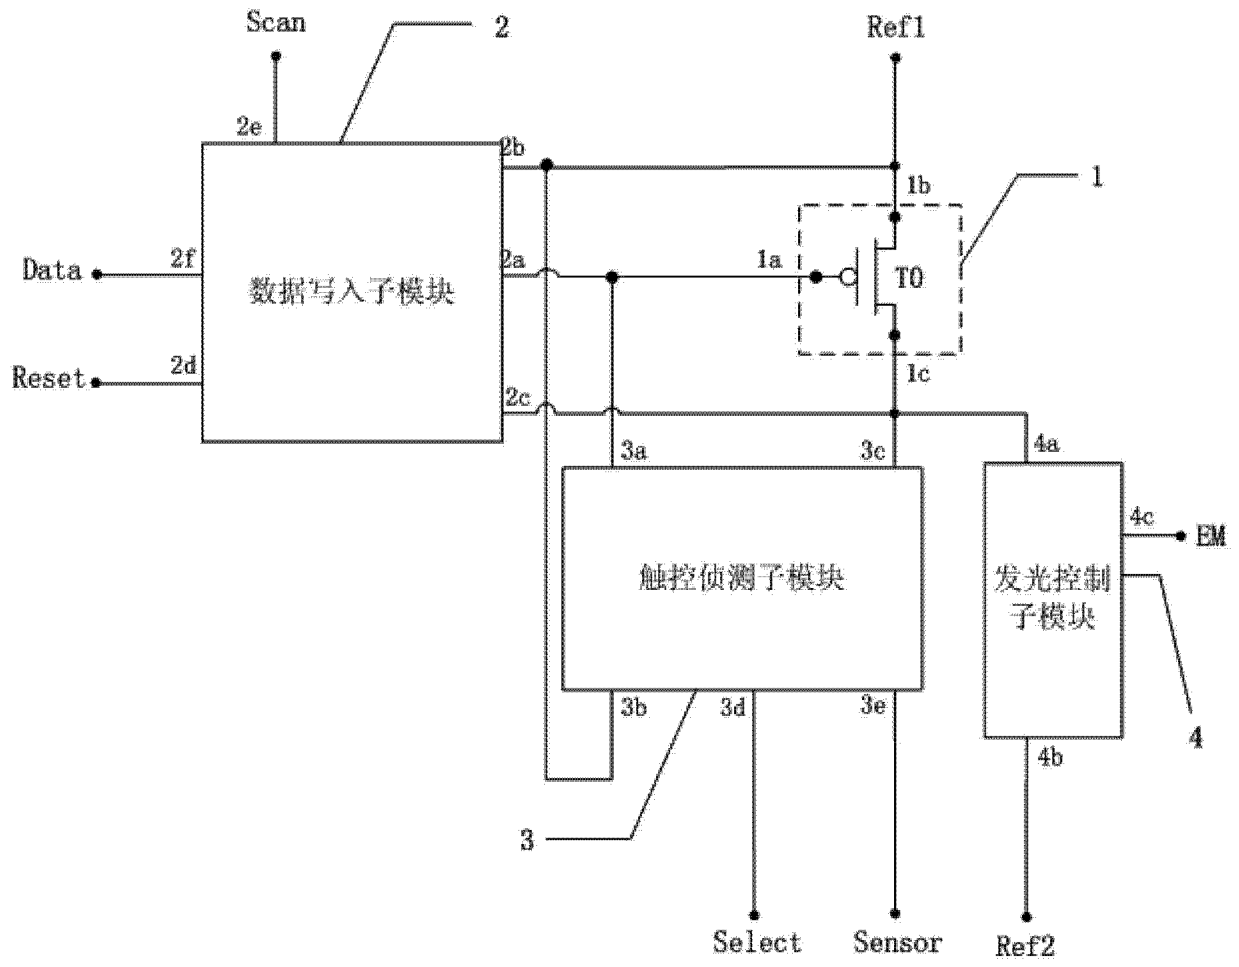 Scan
2
Ref1
2e
2b
1b
1
2f
2a
1a
Data
数据写入子模块
T0
2d
Reset
2c
1c
3a
3c
4a
4c
EM
触控侦测子模块
发光控制
子模块
3b
3d
3e
4
4b
3
Select
Sensor
Ref2